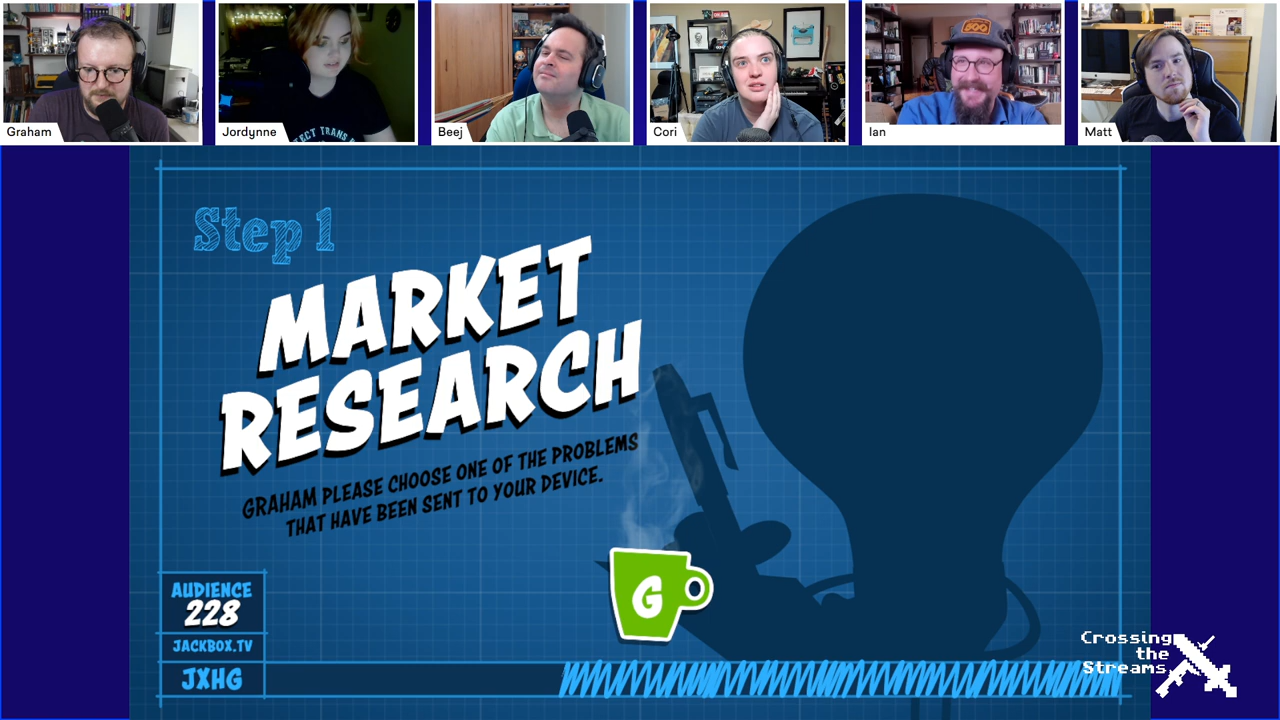 Graham
Jordynne
Beej
Cori
Ian
Matt
500
Step 1
MARKET
RESEARCH
GRAHAM PLEASE CHOOSE ONE OF THE PROBLEMS
THAT HAVE BEEN SENT TO YOUR DEVICE.
G
AUDIENCE
228
JACKBOX.TV
JXHG
Crossing
the
Streams